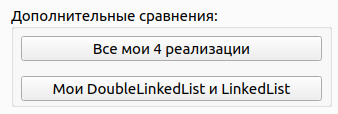 Дополнительные сравнения:
Все мои 4 реализации
Мои DoubleLinkedList и LinkedList